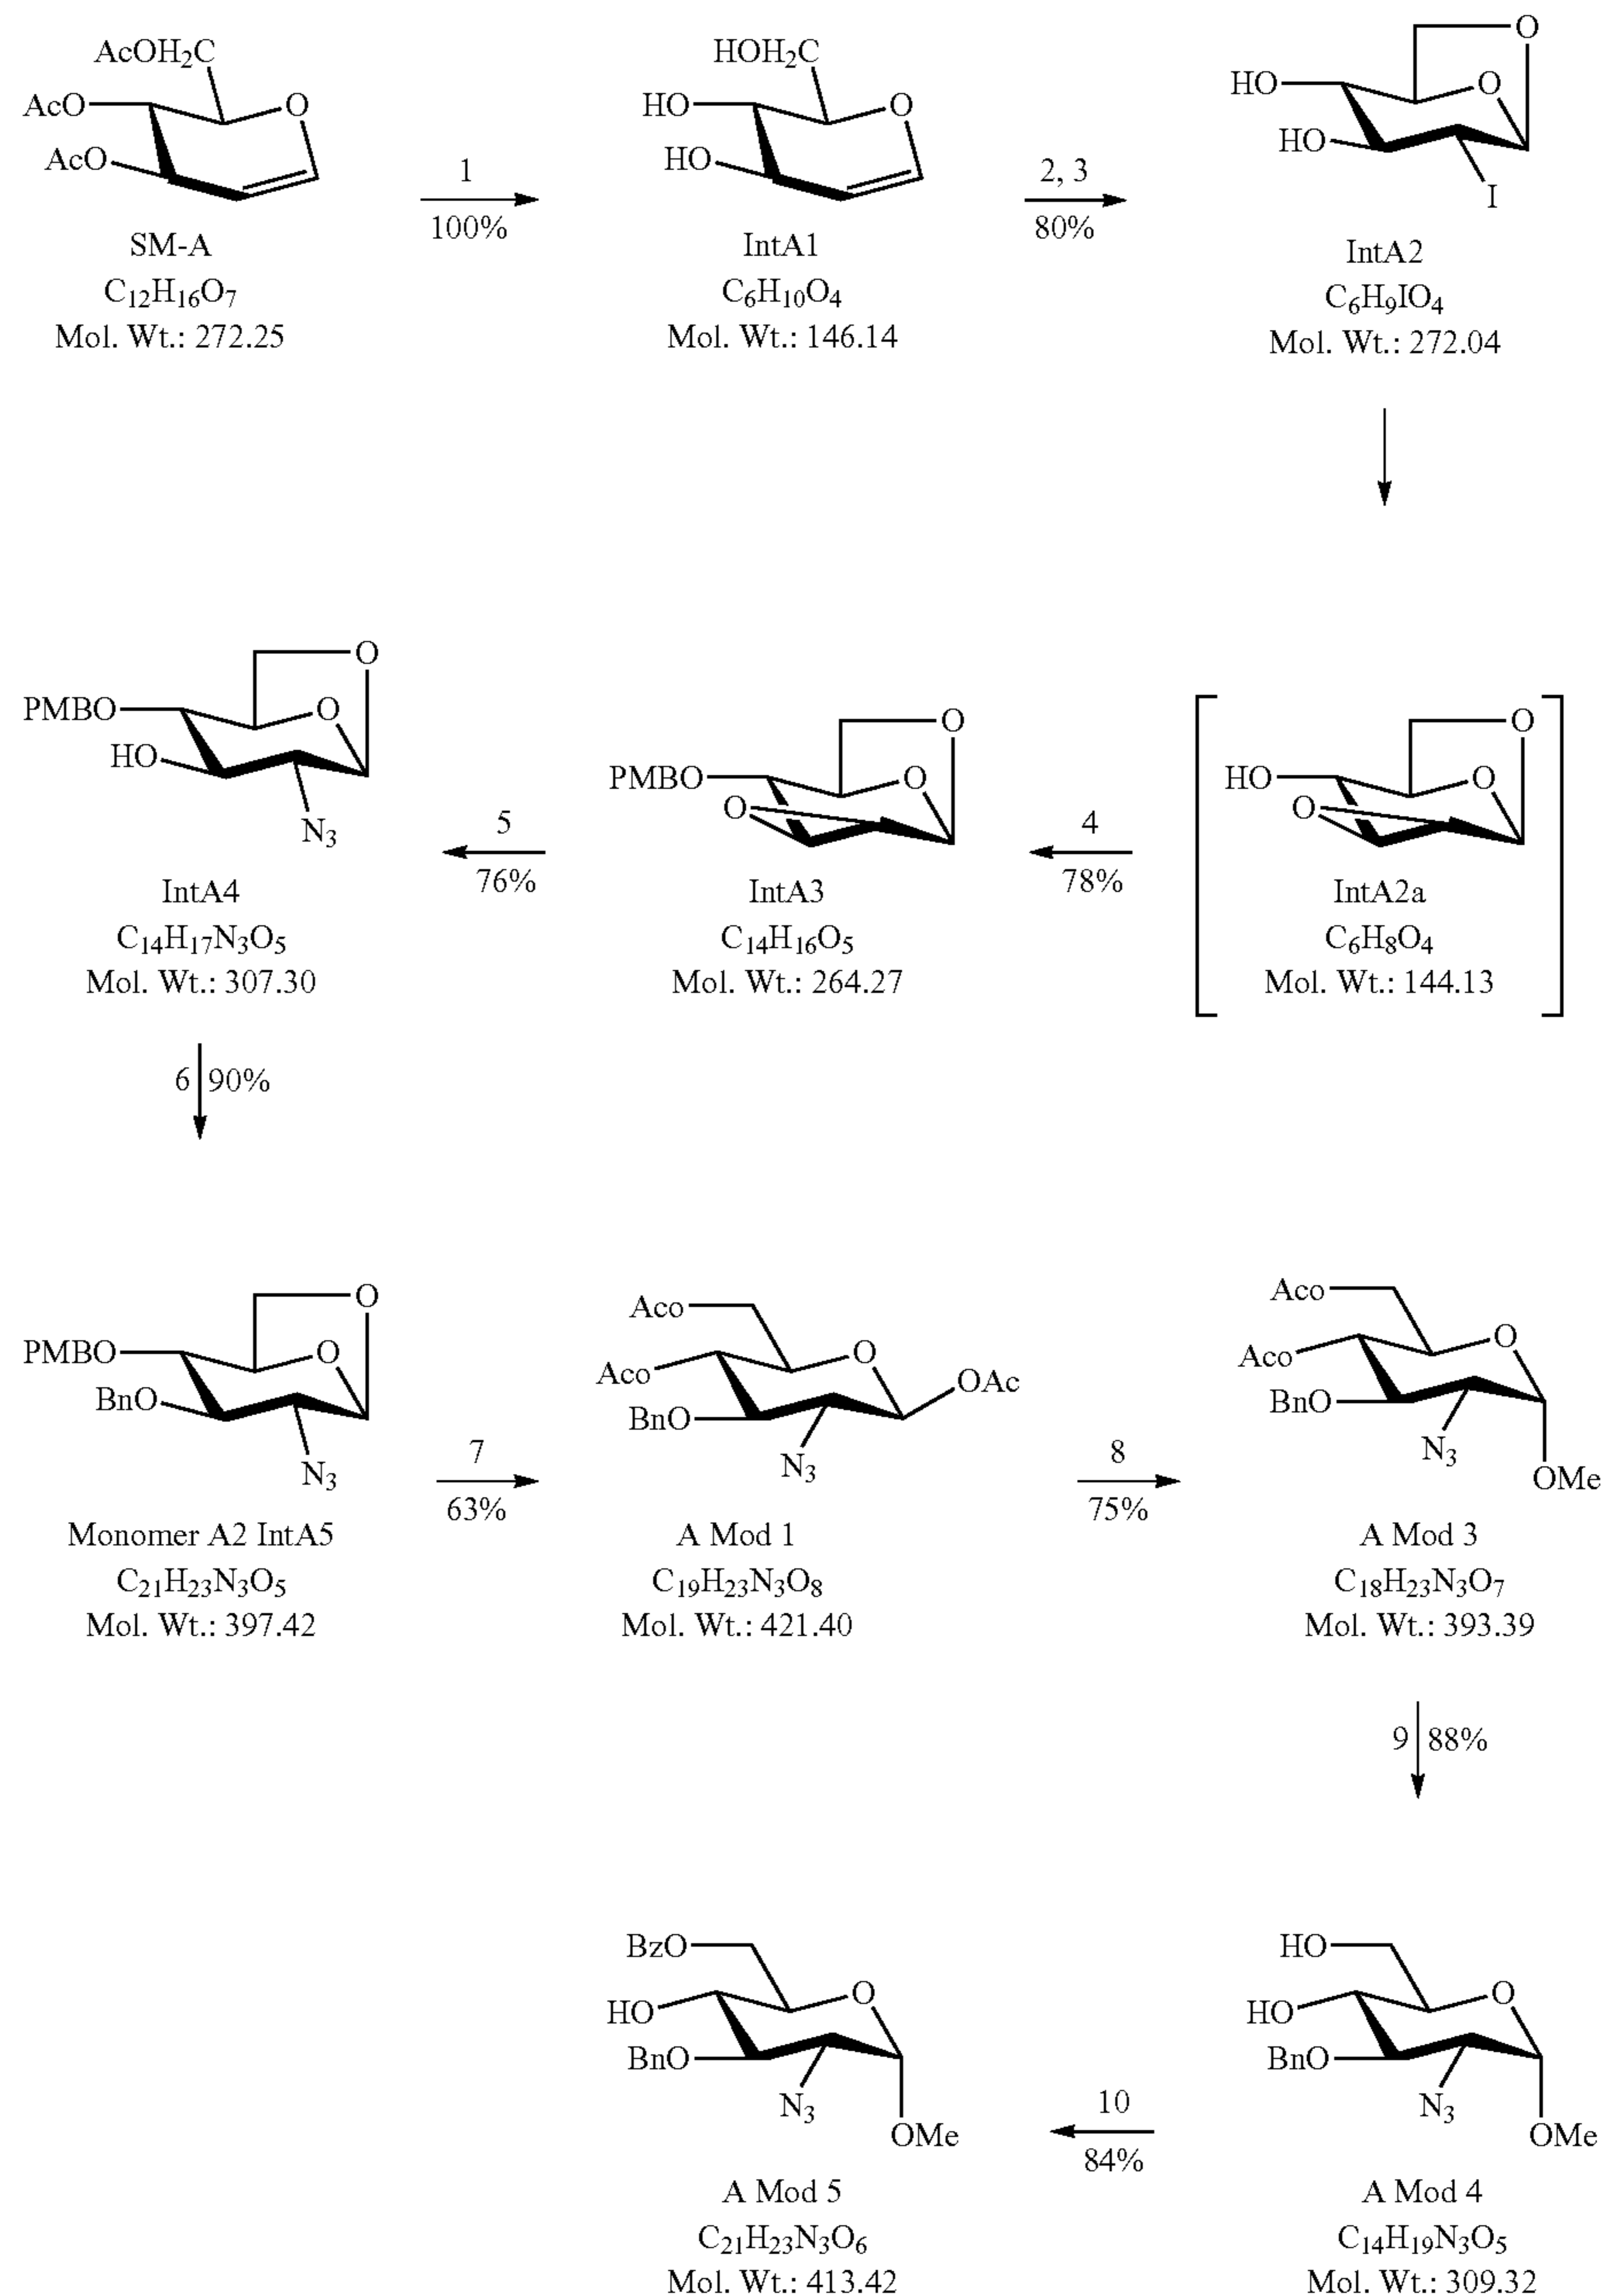 AcOH₂C
AcO
O
AcO
SM-A
C₁₂H₁₆O₇
Mol. Wt.: 272.25
1
100%
HOH₂C
HO
O
HO
IntA1
C₆H₁₀O₄
Mol. Wt.: 146.14
2, 3
80%
O
HO
O
HO
I
IntA2
C₆H₉IO₄
Mol. Wt.: 272.04
O
HO
O
O
IntA2a
C₆H₈O₄
Mol. Wt.: 144.13
4
78%
O
PMBO
O
O
IntA3
C₁₄H₁₆O₅
Mol. Wt.: 264.27
5
76%
O
PMBO
O
HO
N₃
IntA4
C₁₄H₁₇N₃O₅
Mol. Wt.: 307.30
6
90%
O
PMBO
O
BnO
N₃
Monomer A2 IntA5
C₂₁H₂₃N₃O₅
Mol. Wt.: 397.42
7
63%
Aco
O
Aco
OAc
BnO
N₃
A Mod 1
C₁₉H₂₃N₃O₈
Mol. Wt.: 421.40
8
75%
Aco
O
Aco
BnO
N₃
OMe
A Mod 3
C₁₈H₂₃N₃O₇
Mol. Wt.: 393.39
9
88%
HO
O
HO
BnO
N₃
OMe
A Mod 4
C₁₄H₁₉N₃O₅
Mol. Wt.: 309.32
10
84%
BzO
O
HO
BnO
N₃
OMe
A Mod 5
C₂₁H₂₃N₃O₆
Mol. Wt.: 413.42